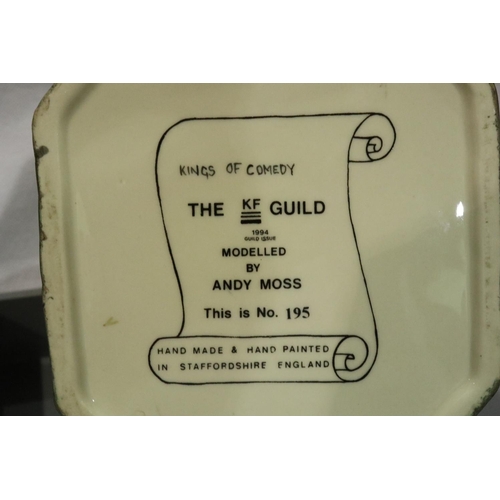 KINGS OF COMEDY
THE KF GUILD
1994
GUILD ISSUE
MODELLED
BY
ANDY MOSS
This is No. 195
HAND MADE & HAND PAINTED
IN STAFFORDSHIRE ENGLAND